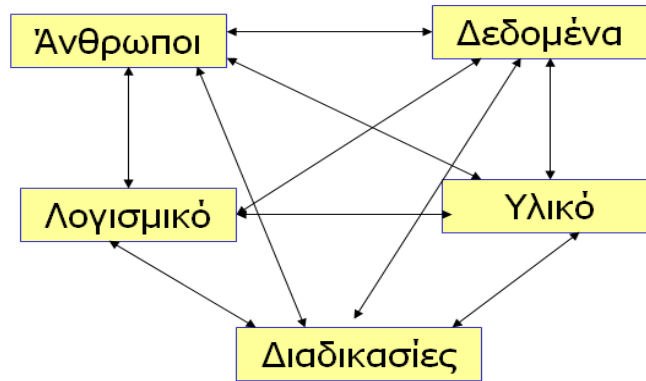 Άνθρωποι
Δεδομένα
Λογισμικό
Υλικό
Διαδικασίες